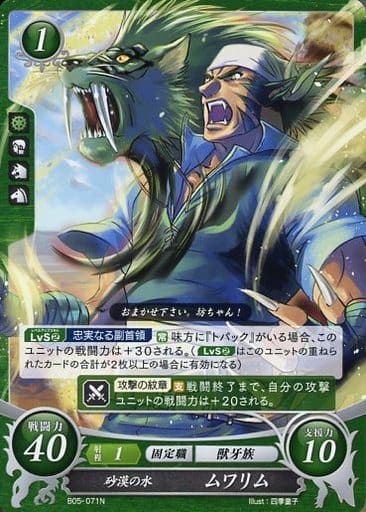 1
おまかせ下さい。坊ちゃん!
LvS2 忠実なる副首領 常 味方に『トパック』がいる場合、この
ユニットの戦闘力は+30される。(LvS2はこのユニットの重ねら
れたカードの合計が2枚以上の場合に有効になる)
攻撃の紋章 支 戦闘終了まで、自分の攻撃
ユニットの戦闘力は+20される。
戦闘力
40
射程 1 固定職 獣牙族
支援力
10
砂漠の水 ムワリム
B05-071N
Illust:四季童子